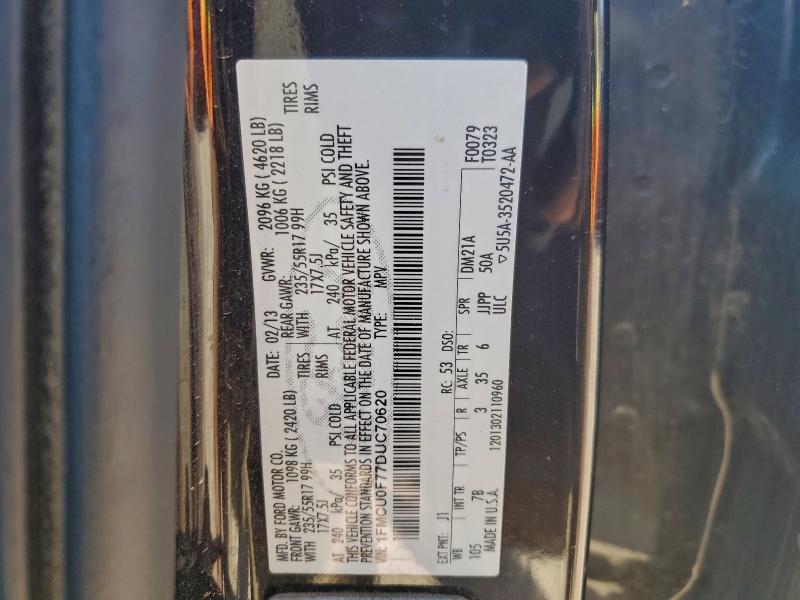 MFD. BY FORD MOTOR CO.
DATE: 02/13 GVWR: 2096 KG ( 4620 LB)
FRONT GAWR: 1098 KG ( 2420 LB) REAR GAWR: 1006 KG ( 2218 LB)
WITH 235/55R17 99H TIRES WITH 235/55R17 99H TIRES
17X7.5J RIMS 17X7.5J RIMS
AT 240 kPa/ 35 PSI COLD AT 240 kPa/ 35 PSI COLD
THIS VEHICLE CONFORMS TO ALL APPLICABLE FEDERAL MOTOR VEHICLE SAFETY AND THEFT
PREVENTION STANDARDS IN EFFECT ON THE DATE OF MANUFACTURE SHOWN ABOVE.
VIN: 1FMCU0F77DUC70620 TYPE: MPV
F0079
T0323
EXT PNT: J1 RC: 53 DSO:
WB INT TR TP/PS R AXLE TR SPR DM21A
105 7B 3 35 6 JJPP 50A
ULC
MADE IN U.S.A. 1201302110960 ▽5U5A-3520472-AA